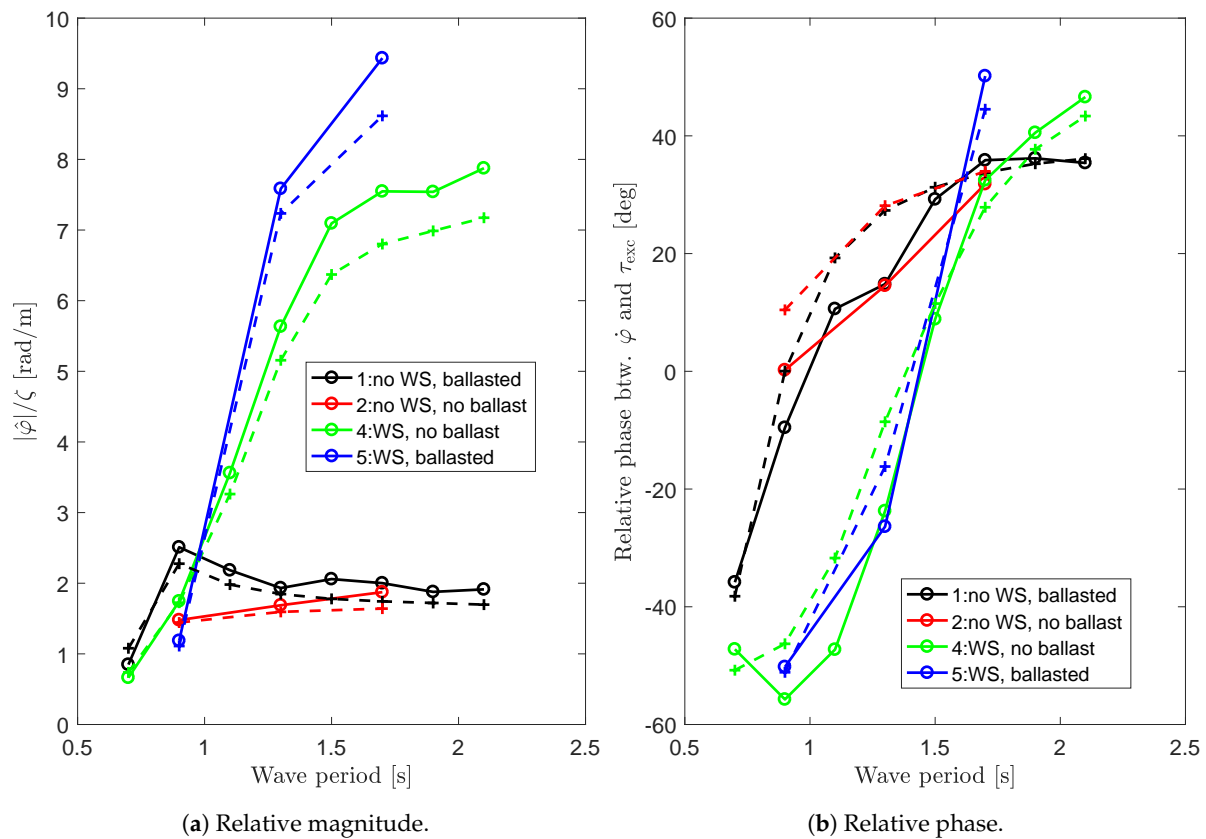 10
9
8
7
6
5
4
3
2
1
0
|φ̂|/ζ [rad/m]
1:no WS, ballasted
2:no WS, no ballast
4:WS, no ballast
5:WS, ballasted
0.5 1 1.5 2 2.5
Wave period [s]
(a) Relative magnitude.
60
40
20
0
-20
-40
-60
Relative phase btw. φ̇ and τexc [deg]
1:no WS, ballasted
2:no WS, no ballast
4:WS, no ballast
5:WS, ballasted
0.5 1 1.5 2 2.5
Wave period [s]
(b) Relative phase.